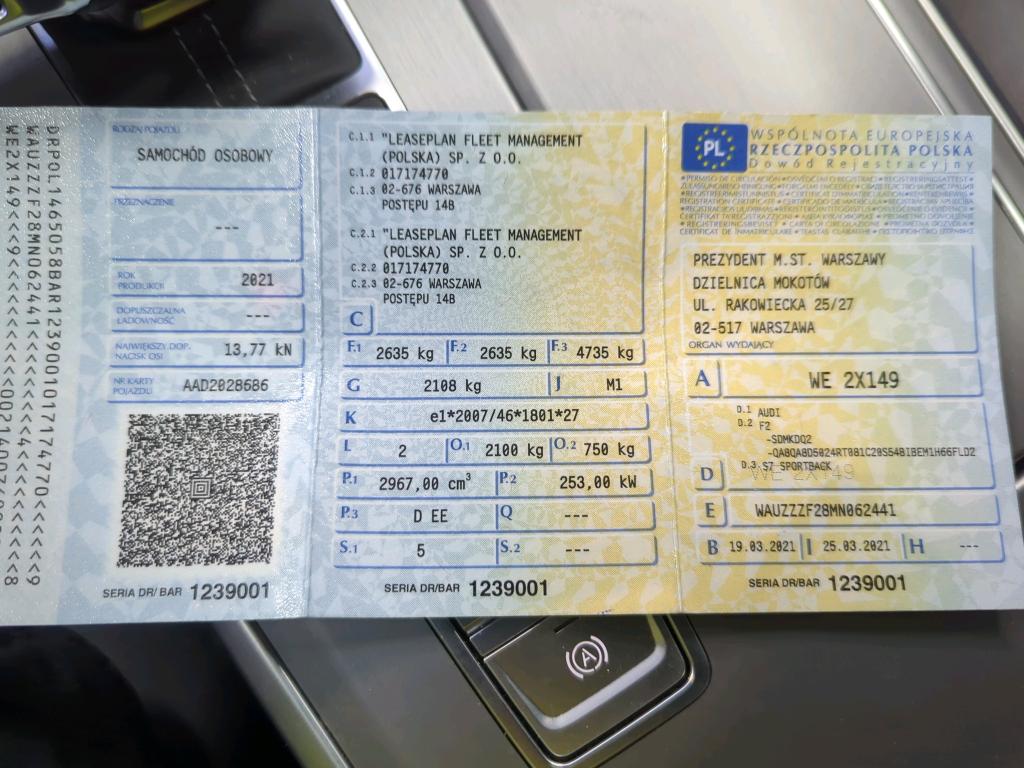 RODZAJ POJAZDU
SAMOCHÓD OSOBOWY
PRZEZNACZENIE
---
ROK PRODUKCJI 2021
DOPUSZCZALNA ŁADOWNOŚĆ ---
NAJWIĘKSZY DOP. NACISK OSI 13,77 kN
NR KARTY POJAZDU AAD2028686
SERIA DR/BAR 1239001
C.1.1 "LEASEPLAN FLEET MANAGEMENT
(POLSKA) SP. Z O.O.
C.1.2 017174770
C.1.3 02-676 WARSZAWA
POSTĘPU 14B
C.2.1 "LEASEPLAN FLEET MANAGEMENT
(POLSKA) SP. Z O.O.
C.2.2 017174770
C.2.3 02-676 WARSZAWA
POSTĘPU 14B
C
F.1 2635 kg F.2 2635 kg F.3 4735 kg
G 2108 kg J M1
K e1*2007/46*1801*27
L 2 O.1 2100 kg O.2 750 kg
P.1 2967,00 cm³ P.2 253,00 kW
P.3 D EE Q ---
S.1 5 S.2 ---
SERIA DR/BAR 1239001
PL
WSPÓLNOTA EUROPEJSKA
RZECZPOSPOLITA POLSKA
Dowód Rejestracyjny
PREZYDENT M.ST. WARSZAWY
DZIELNICA MOKOTÓW
UL. RAKOWIECKA 25/27
02-517 WARSZAWA
ORGAN WYDAJĄCY
A WE 2X149
D.1 AUDI
D.2 F2
-SDMKDQ2
D.3 S7 SPORTBACK
D WE 2X149
E WAUZZZF28MN062441
B 19.03.2021 I 25.03.2021 H ---
SERIA DR/BAR 1239001
A